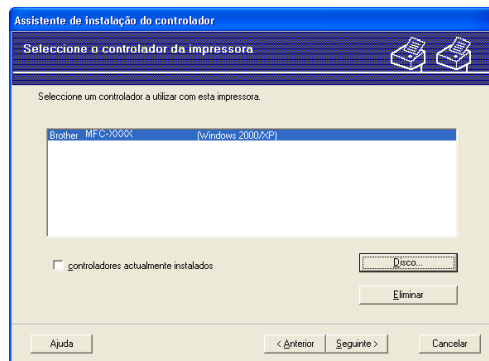 Assistente de instalação do controlador
Seleccione o controlador da impressora
Seleccione um controlador a utilizar com esta impressora.
Brother MFC-XXXX (Windows 2000/XP)
controladores actualmente instalados
Disco...
Eliminar
Ajuda < Anterior Seguinte > Cancelar